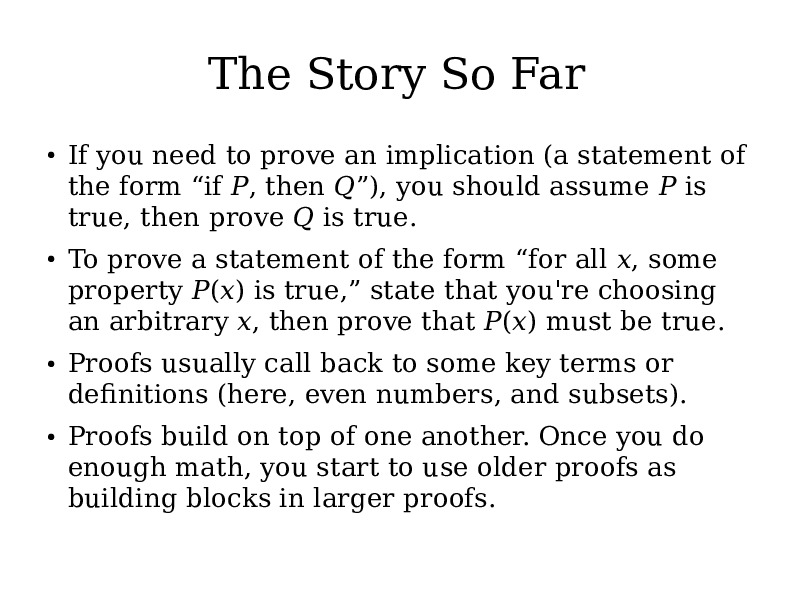 The Story So Far
• If you need to prove an implication (a statement of
the form “if P, then Q”), you should assume P is
true, then prove Q is true.
• To prove a statement of the form “for all x, some
property P(x) is true,” state that you're choosing
an arbitrary x, then prove that P(x) must be true.
• Proofs usually call back to some key terms or
definitions (here, even numbers, and subsets).
• Proofs build on top of one another. Once you do
enough math, you start to use older proofs as
building blocks in larger proofs.